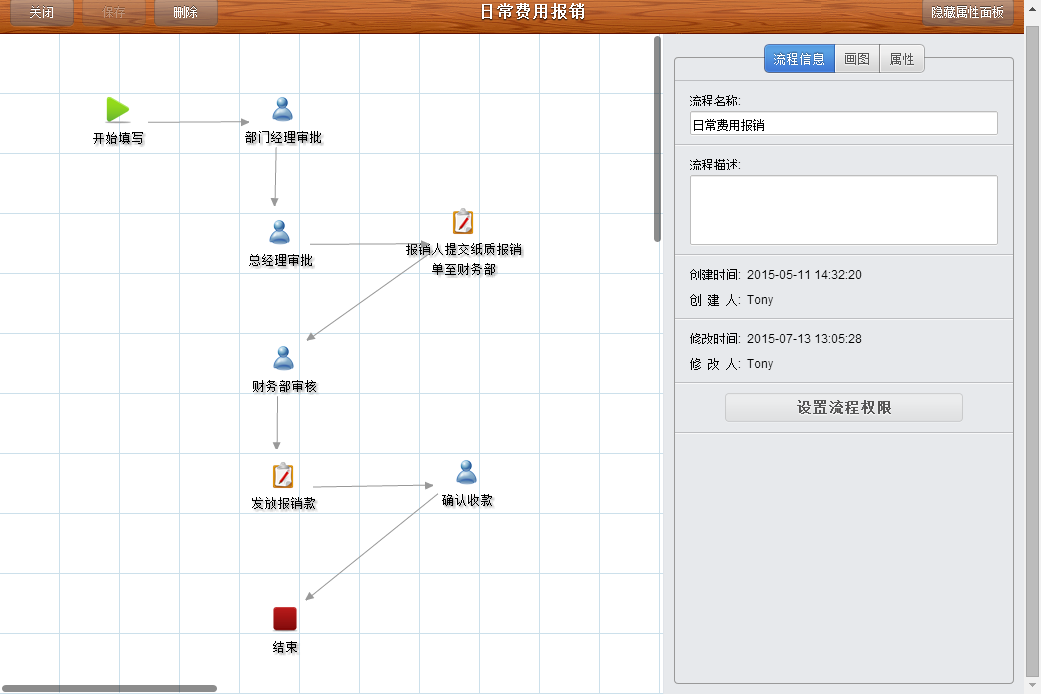 关闭
保存
删除
日常费用报销
隐藏属性面板
流程信息
画图
属性
流程名称:
日常费用报销
流程描述:
创建时间: 2015-05-11 14:32:20
创 建 人: Tony
修改时间: 2015-07-13 13:05:28
修 改 人: Tony
设置流程权限
开始填写
部门经理审批
总经理审批
报销人提交纸质报销
单至财务部
财务部审核
发放报销款
确认收款
结束